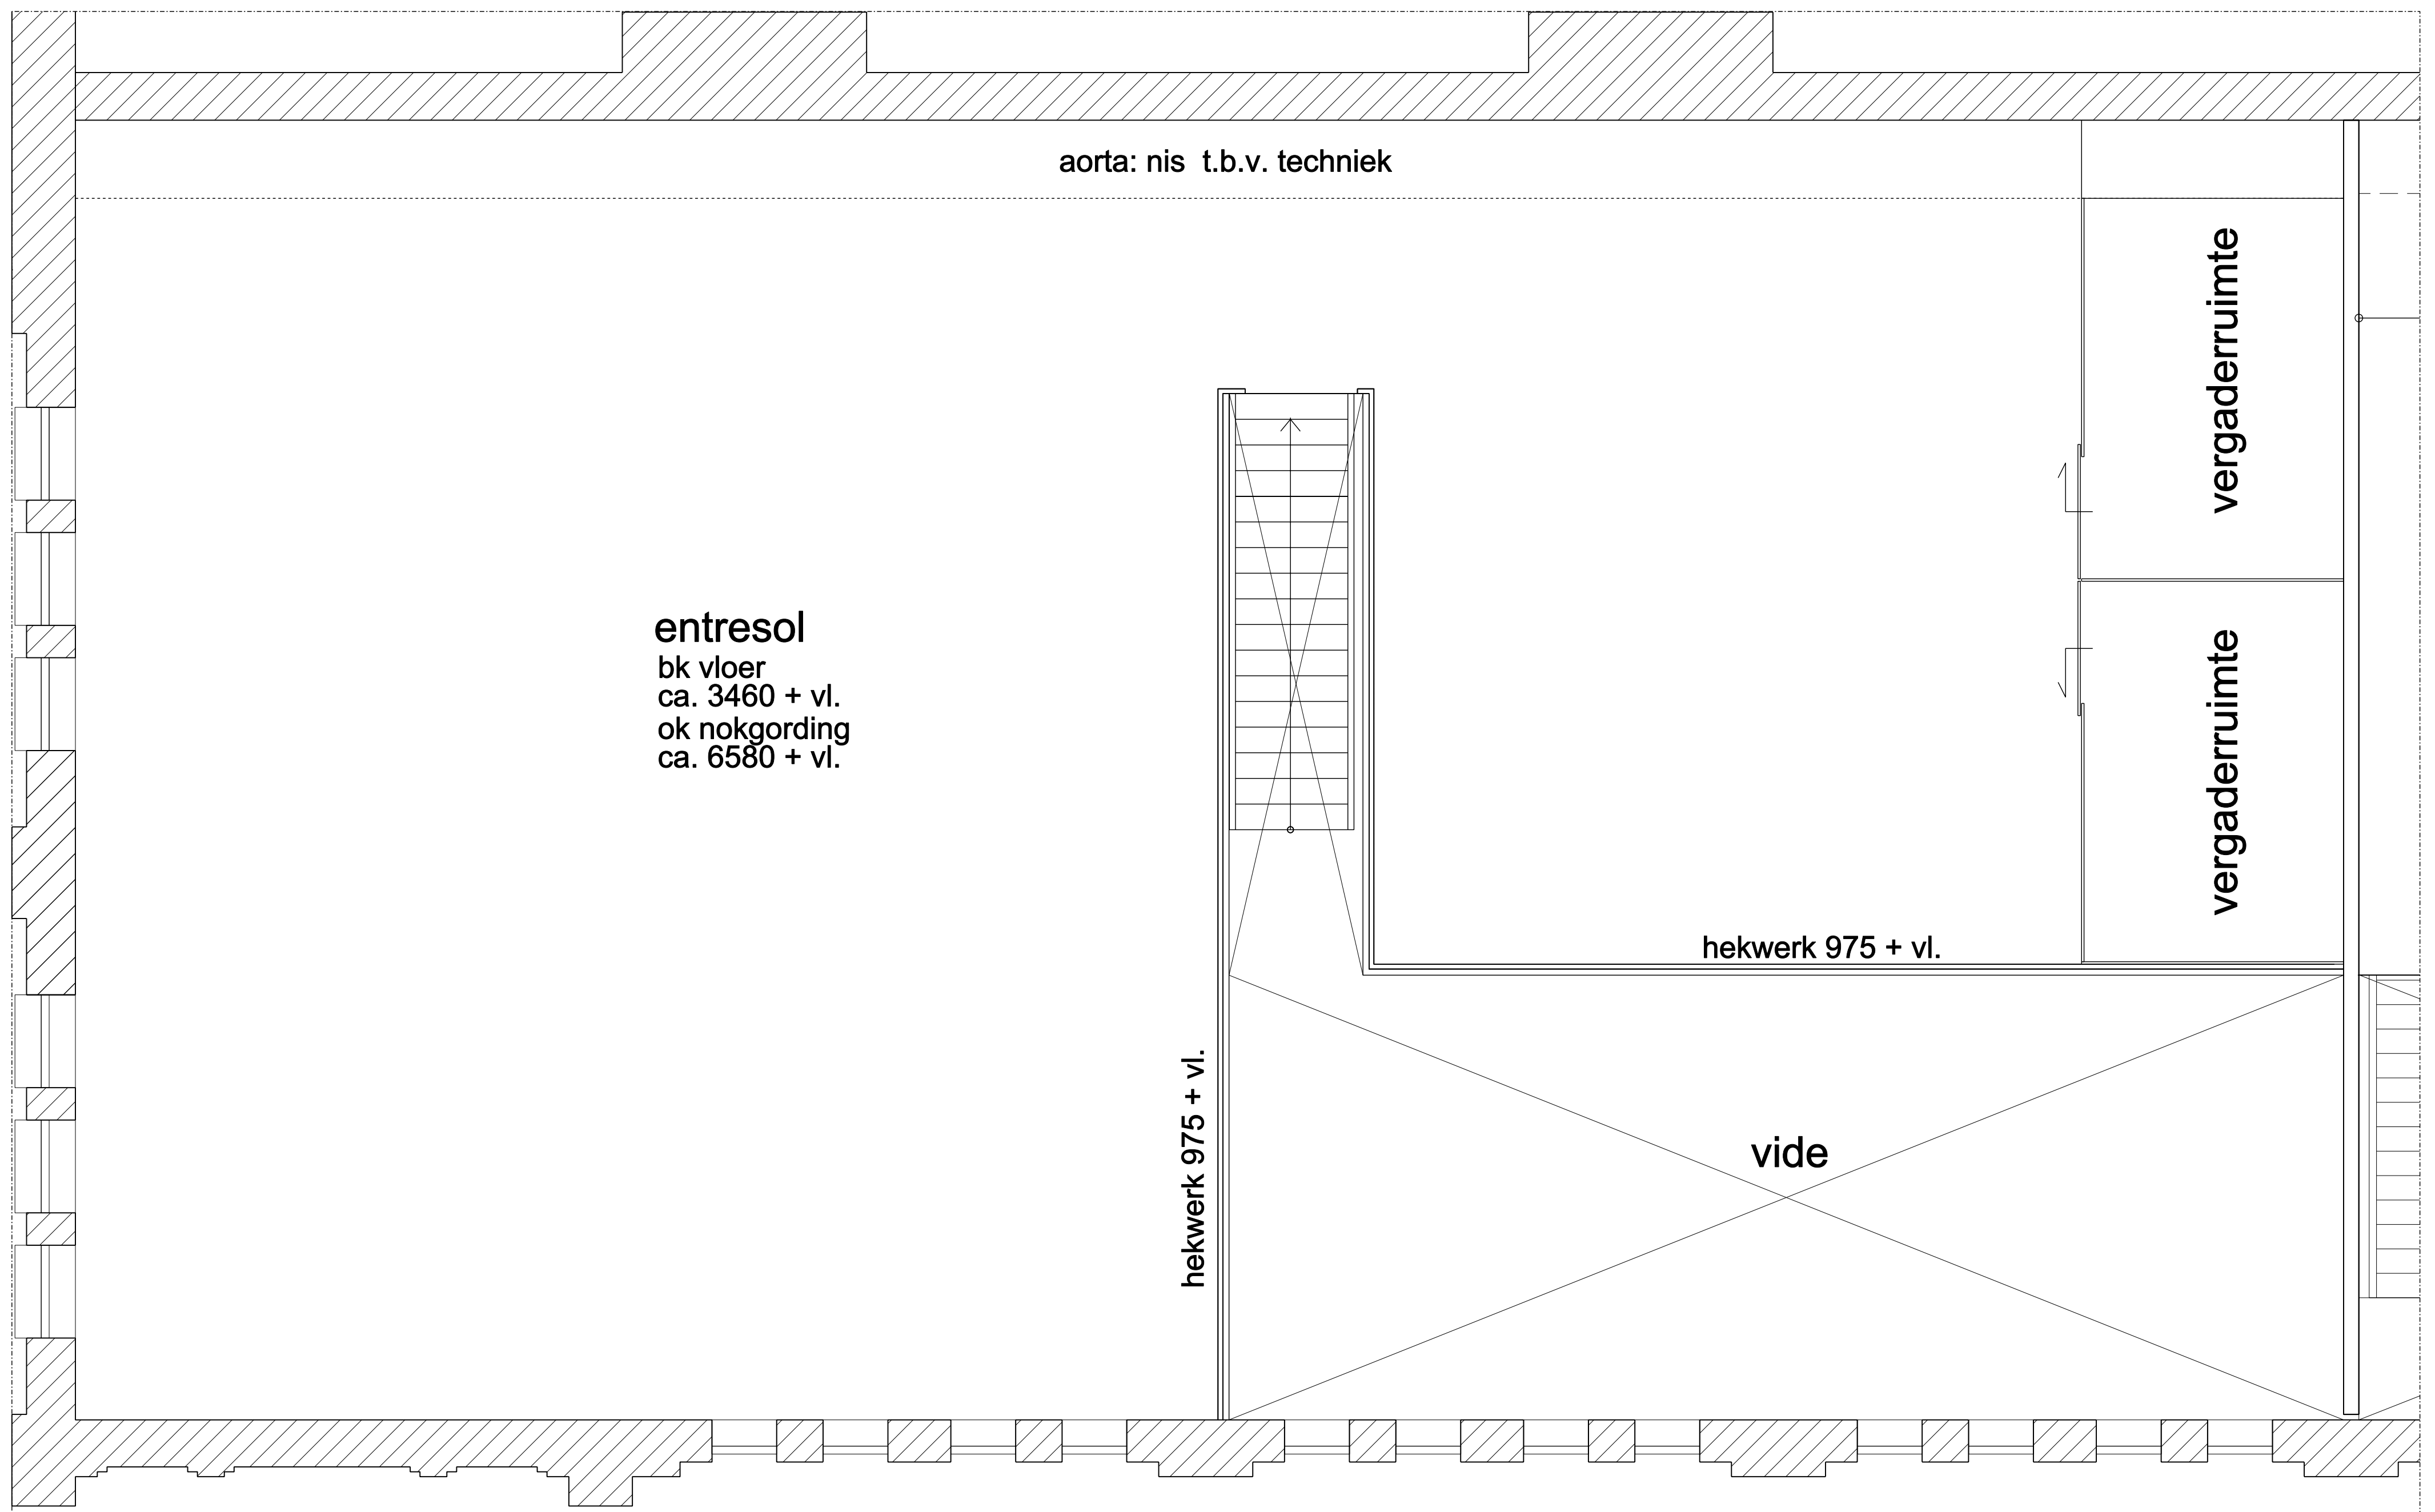 aorta: nis  t.b.v. techniek
vergaderruimte
entresol
bk vloer
ca. 3460 + vl.
ok nokgording
ca. 6580 + vl.
vergaderruimte
hekwerk 975 + vl.
hekwerk 975 + vl.
vide